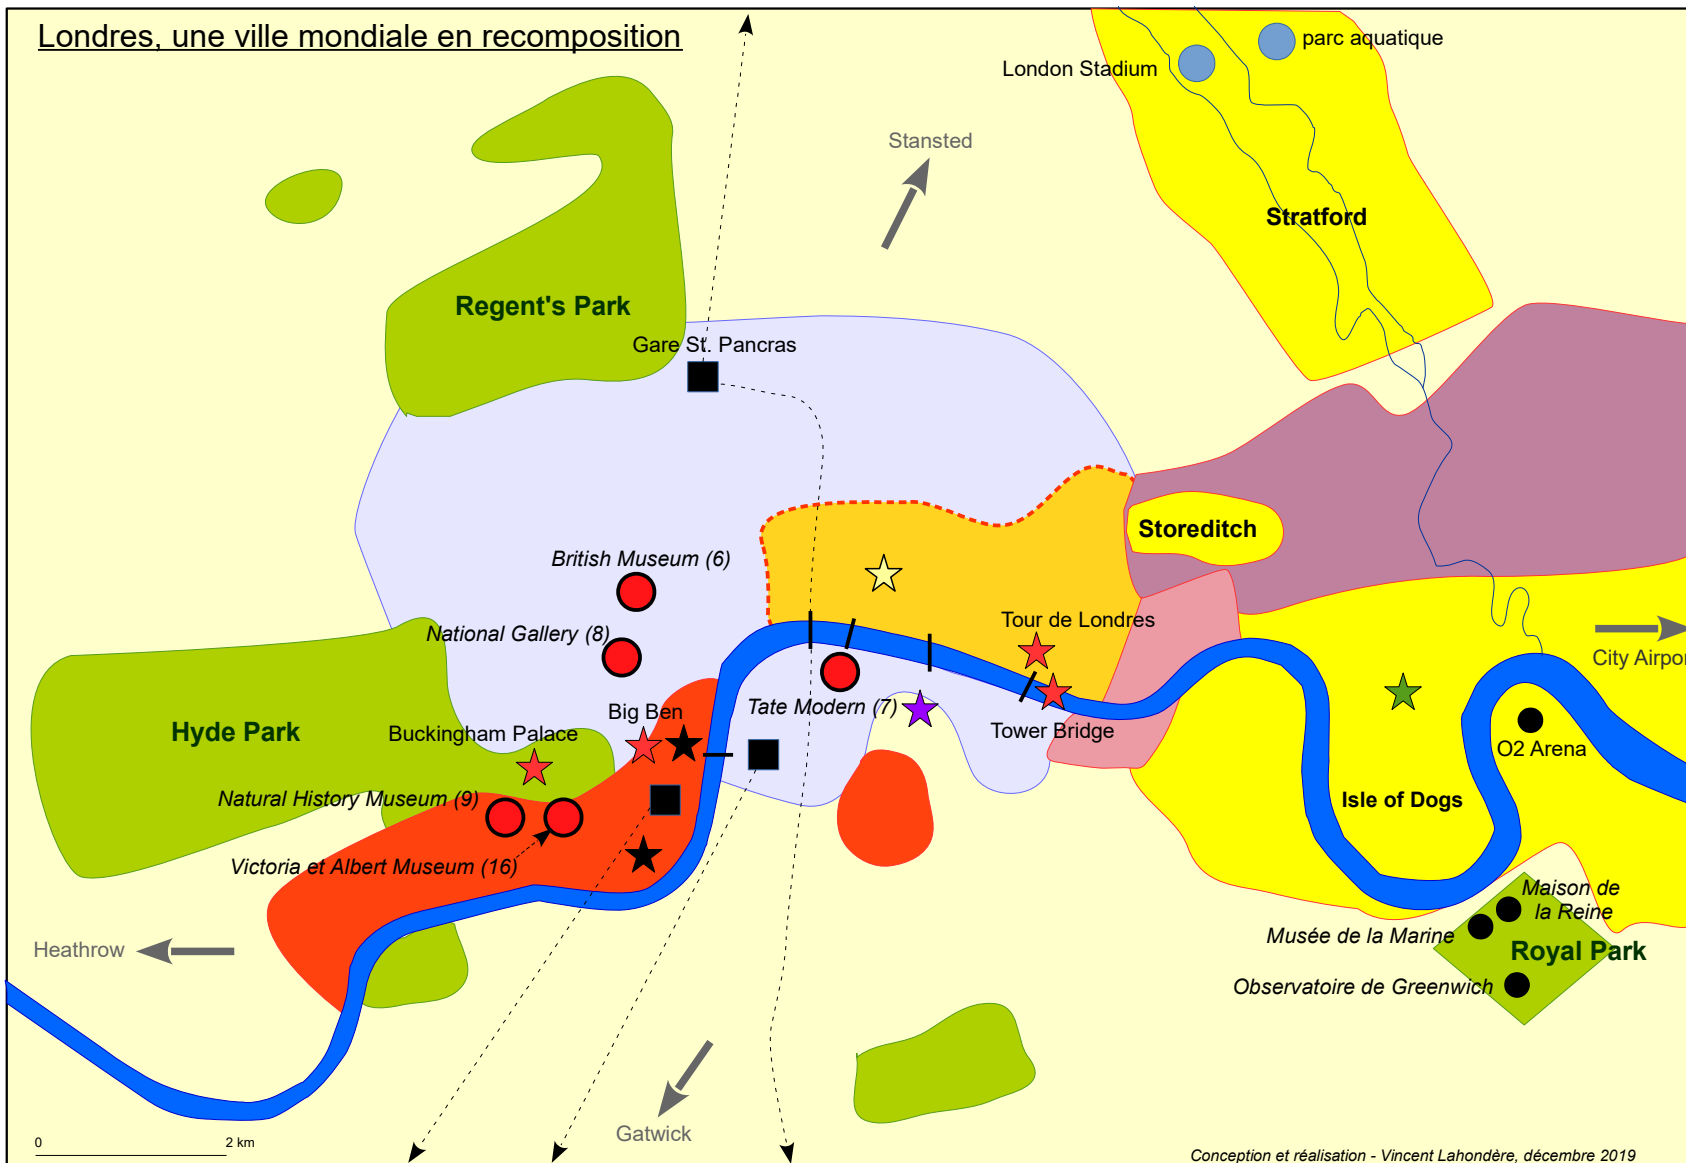 Londres, une ville mondiale en recomposition
parc aquatique
London Stadium
Stansted
Stratford
Regent's Park
Gare St. Pancras
Storeditch
British Museum (6)
National Gallery (8)
Tour de Londres
City Airport
Hyde Park
Big Ben
Buckingham Palace
Tate Modern (7)
Tower Bridge
O2 Arena
Natural History Museum (9)
Isle of Dogs
Victoria et Albert Museum (16)
Maison de
la Reine
Musée de la Marine
Royal Park
Heathrow
Observatoire de Greenwich
Gatwick
0 2 km
Conception et réalisation - Vincent Lahondère, décembre 2019